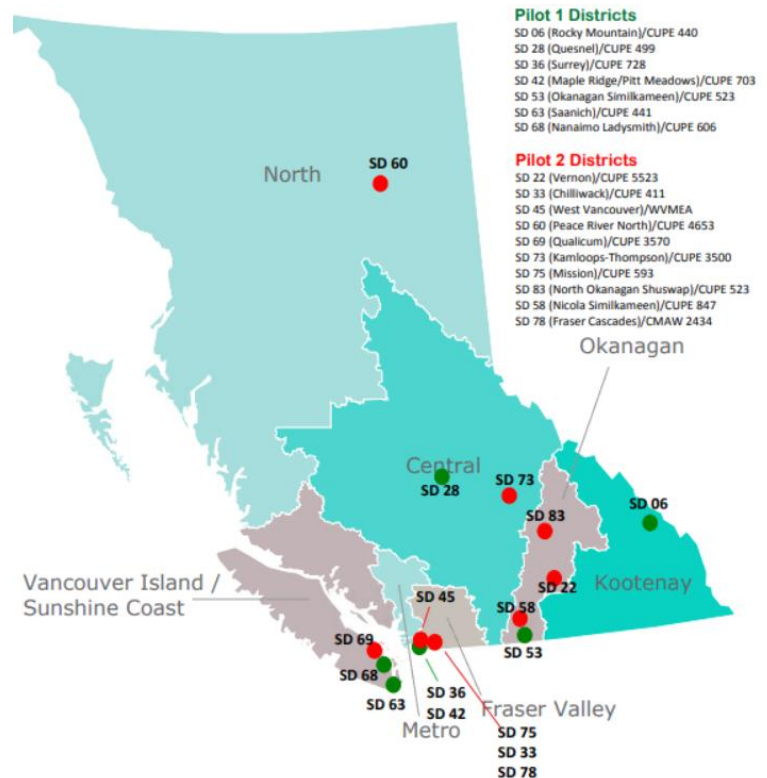 Pilot 1 Districts
SD 06 (Rocky Mountain)/CUPE 440
SD 28 (Quesnel)/CUPE 499
SD 36 (Surrey)/CUPE 728
SD 42 (Maple Ridge/Pitt Meadows)/CUPE 703
SD 53 (Okanagan Similkameen)/CUPE 523
SD 63 (Saanich)/CUPE 441
SD 68 (Nanaimo Ladysmith)/CUPE 606
Pilot 2 Districts
SD 22 (Vernon)/CUPE 5523
SD 33 (Chilliwack)/CUPE 411
SD 45 (West Vancouver)/WVMEA
SD 60 (Peace River North)/CUPE 4653
SD 69 (Qualicum)/CUPE 3570
SD 73 (Kamloops-Thompson)/CUPE 3500
SD 75 (Mission)/CUPE 593
SD 83 (North Okanagan Shuswap)/CUPE 523
SD 58 (Nicola Similkameen)/CUPE 847
SD 78 (Fraser Cascades)/CMAW 2434
SD 60
North
Okanagan
Central
SD 28
SD 73
SD 83
SD 06
SD 22
Kootenay
Vancouver Island /
Sunshine Coast
SD 45
SD 58
SD 69
SD 53
SD 68
SD 63
SD 36
SD 42
Fraser Valley
Metro
SD 75
SD 33
SD 78